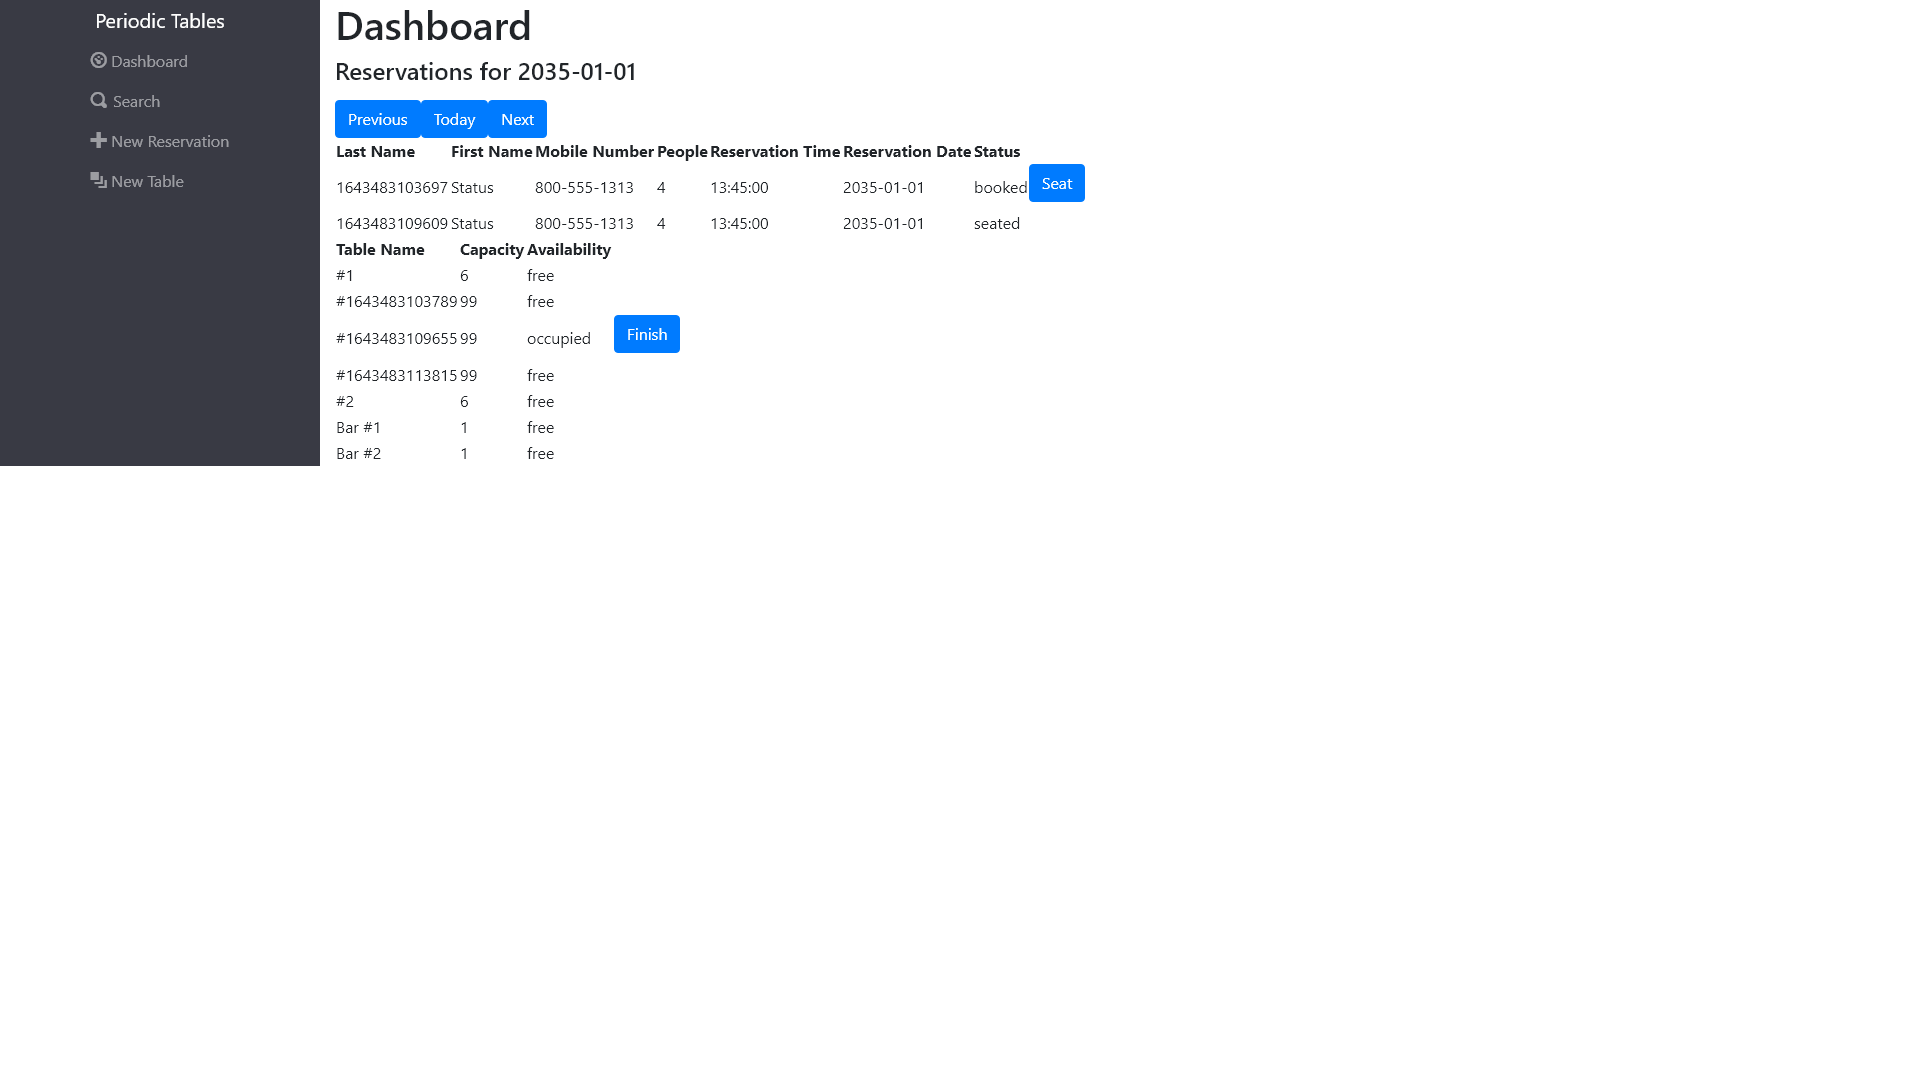 Periodic Tables
Dashboard
Search
New Reservation
New Table
Dashboard
Reservations for 2035-01-01
Previous Today Next
Last Name First Name Mobile Number People Reservation Time Reservation Date Status
1643483103697 Status 800-555-1313 4 13:45:00 2035-01-01 booked Seat
1643483109609 Status 800-555-1313 4 13:45:00 2035-01-01 seated
Table Name Capacity Availability
#1 6 free
#1643483103789 99 free
#1643483109655 99 occupied Finish
#1643483113815 99 free
#2 6 free
Bar #1 1 free
Bar #2 1 free